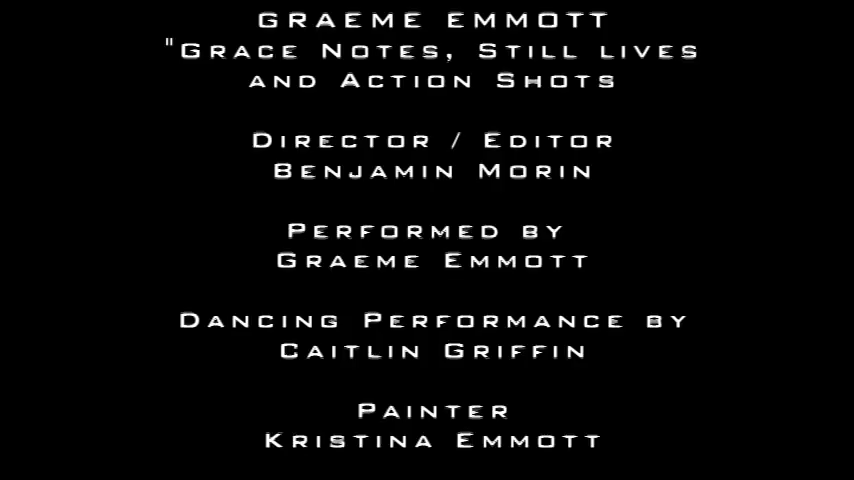 GRAEME EMMOTT
"GRACE NOTES, STILL LIVES
AND ACTION SHOTS
DIRECTOR / EDITOR
BENJAMIN MORIN
PERFORMED BY
GRAEME EMMOTT
DANCING PERFORMANCE BY
CAITLIN GRIFFIN
PAINTER
KRISTINA EMMOTT